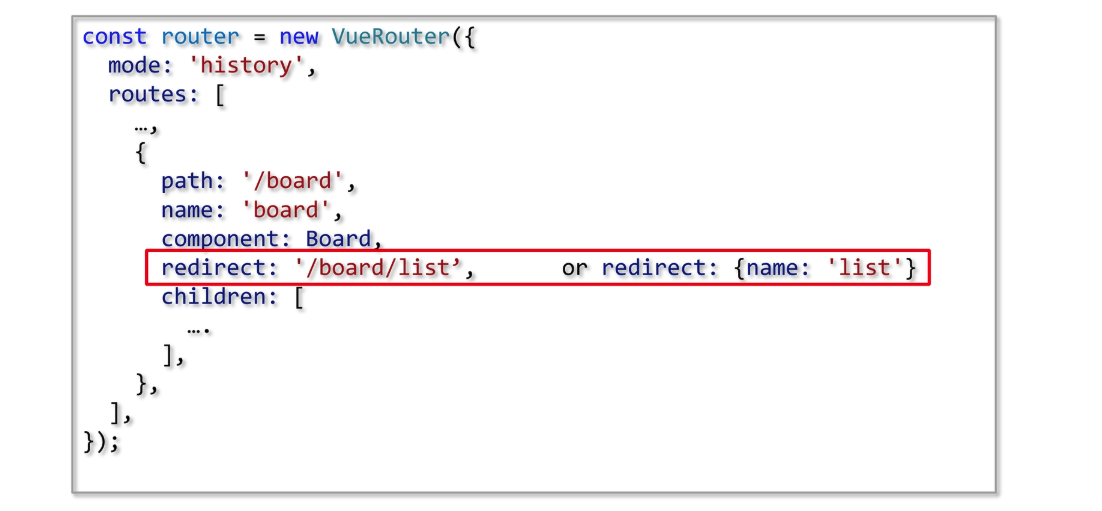 const router = new VueRouter({
mode: 'history',
routes: [
…,
{
path: '/board',
name: 'board',
component: Board,
redirect: '/board/list’, or redirect: {name: 'list'}
children: [
….
],
},
],
});